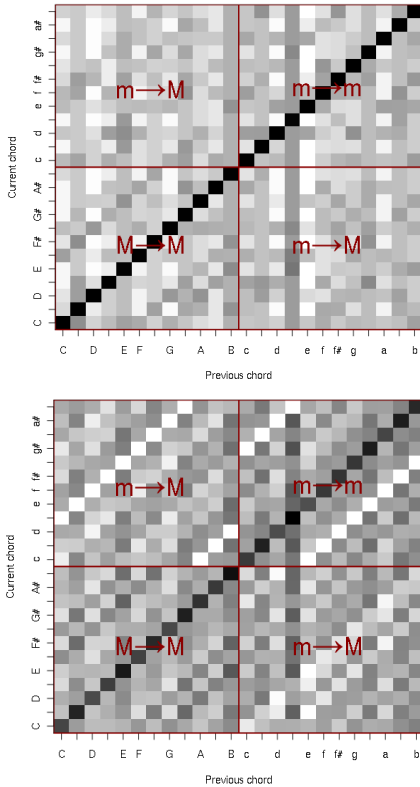 a#
g#
f#
f
e
d
c
A#
G#
F#
E
D
C
Current chord
m→M
m→m
M→M
m→M
C D E F G A B c d e f f# g a b
Previous chord
a#
g#
f#
f
e
d
c
A#
G#
F#
E
D
C
Current chord
m→M
m→m
M→M
m→M
C D E F G A B c d e f f# g a b
Previous chord